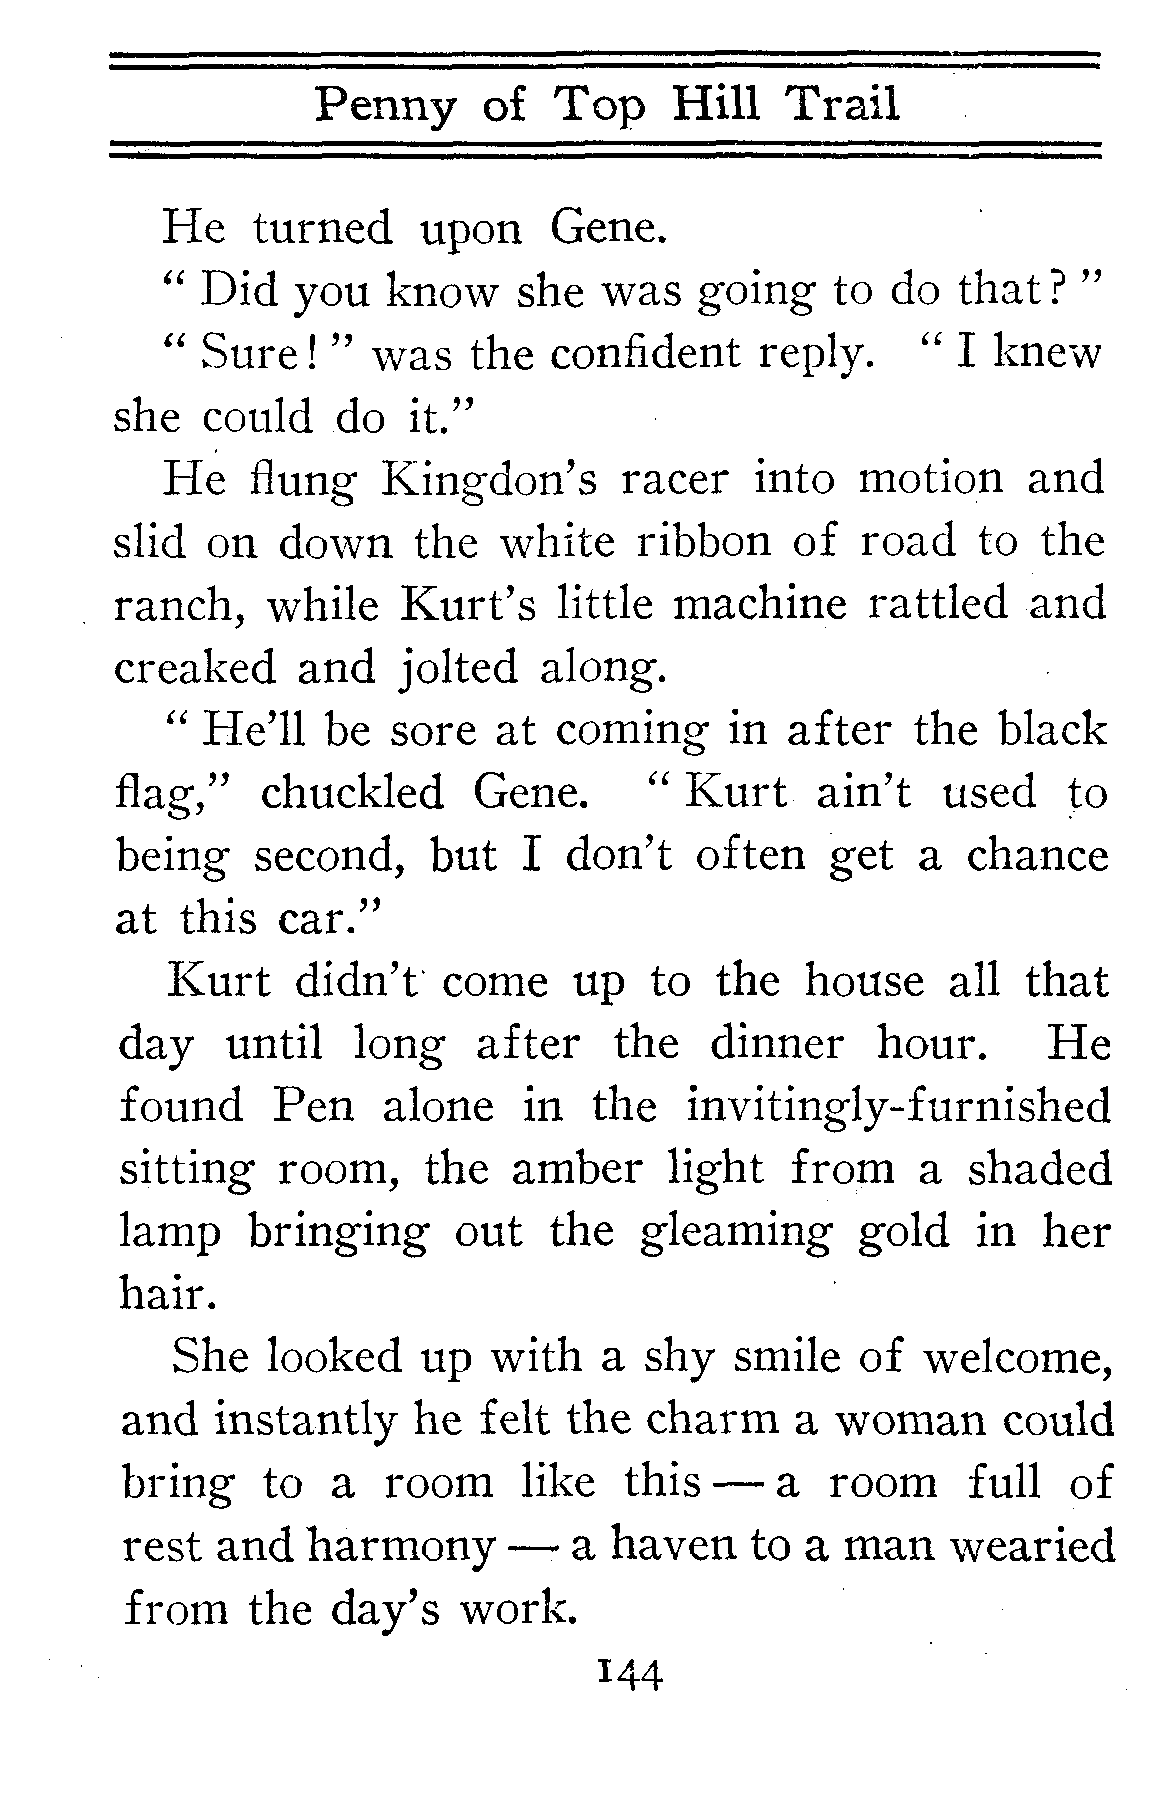 Penny of Top Hill Trail
He turned upon Gene.
" Did you know she was going to do that? "
" Sure! " was the confident reply. " I knew
she could do it."
He flung Kingdon's racer into motion and
slid on down the white ribbon of road to the
ranch, while Kurt's little machine rattled and
creaked and jolted along.
" He'll be sore at coming in after the black
flag," chuckled Gene. " Kurt ain't used to
being second, but I don't often get a chance
at this car."
Kurt didn't come up to the house all that
day until long after the dinner hour. He
found Pen alone in the invitingly-furnished
sitting room, the amber light from a shaded
lamp bringing out the gleaming gold in her
hair.
She looked up with a shy smile of welcome,
and instantly he felt the charm a woman could
bring to a room like this — a room full of
rest and harmony — a haven to a man wearied
from the day's work.
144